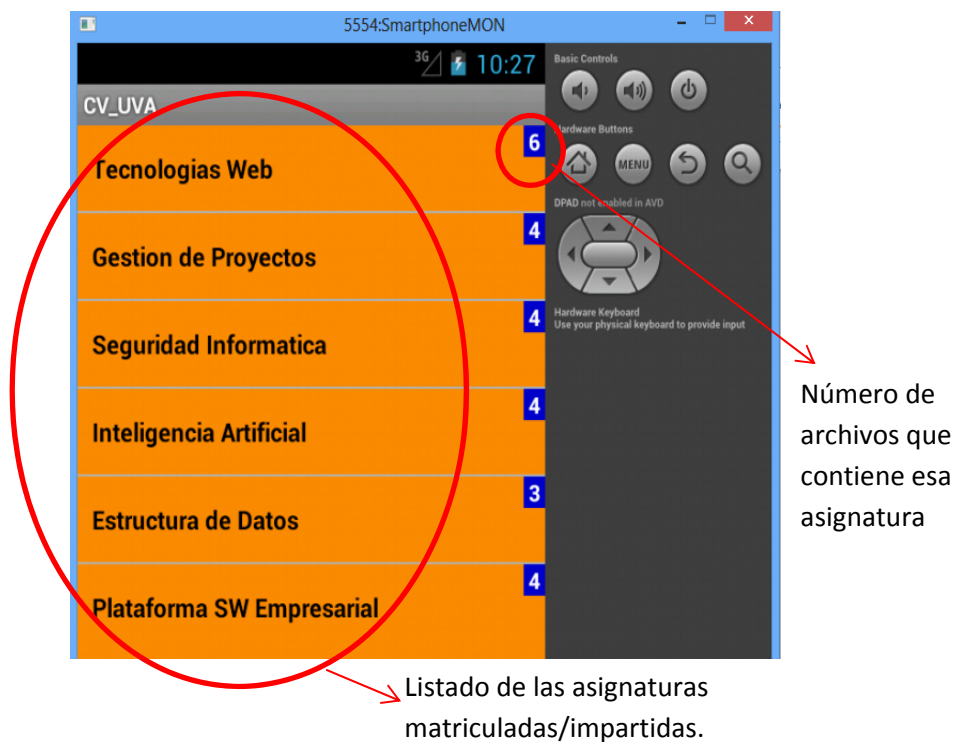 5554:SmartphoneMON
3G 10:27
CV_UVA
Tecnologias Web 6
Gestion de Proyectos 4
Seguridad Informatica 4
Inteligencia Artificial 4
Estructura de Datos 3
Plataforma SW Empresarial 4
Basic Controls
Hardware Buttons
MENU
DPAD not enabled in AVD
Hardware Keyboard
Use your physical keyboard to provide input
Número de
archivos que
contiene esa
asignatura
Listado de las asignaturas
matriculadas/impartidas.